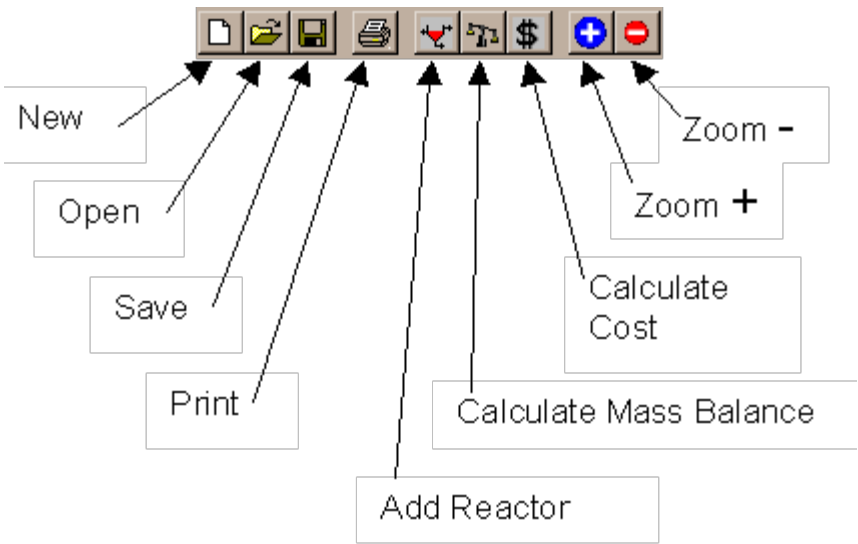 New
Open
Save
Print
Add Reactor
Calculate Mass Balance
Calculate
Cost
Zoom +
Zoom -
$